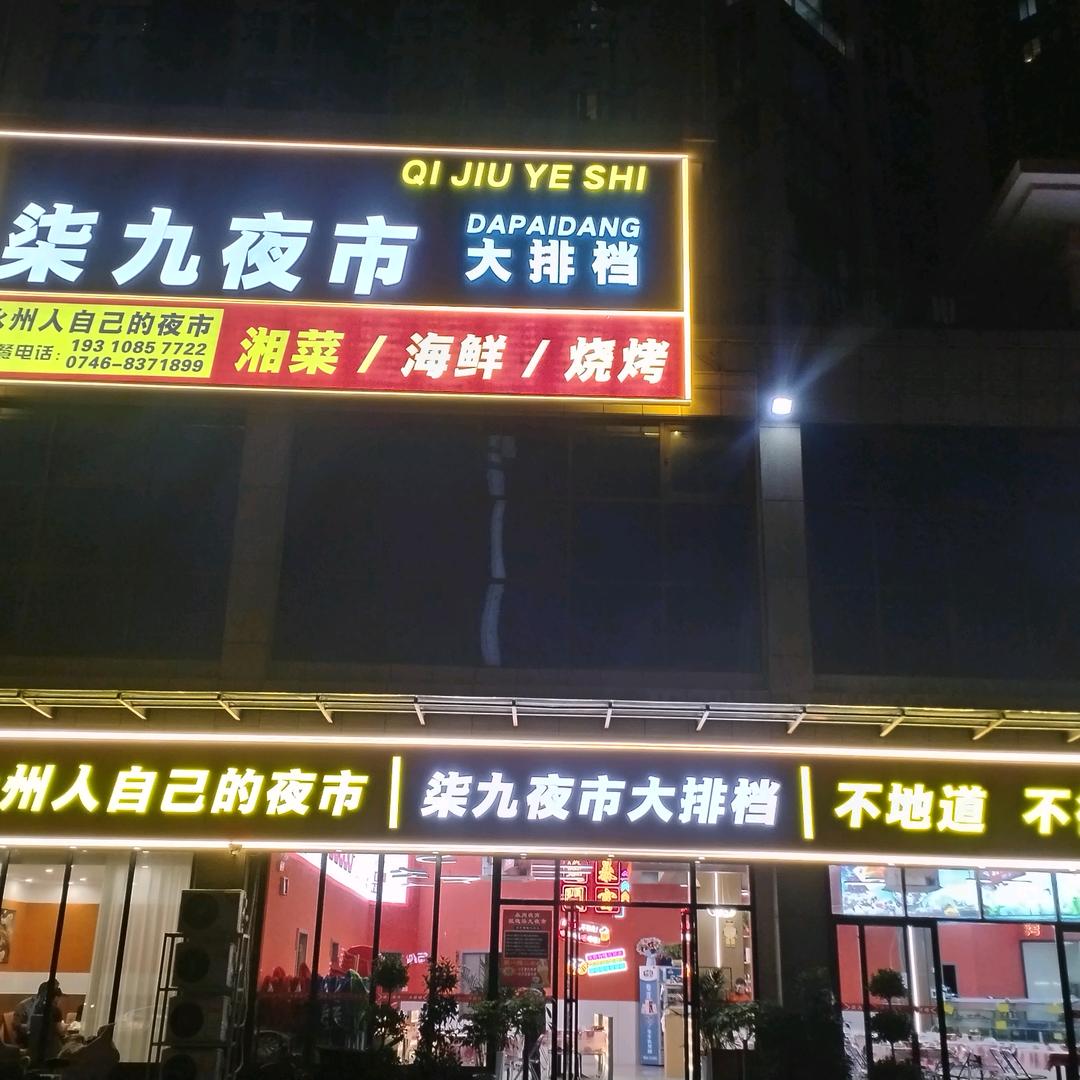 QI JIU YE SHI
柒九夜市
DAPAIDANG
大排档
永州人自己的夜市
餐电话:193 1085 7722
0746-8371899
湘菜 / 海鲜 / 烧烤
州人自己的夜市 | 柒九夜市大排档 | 不地道 不